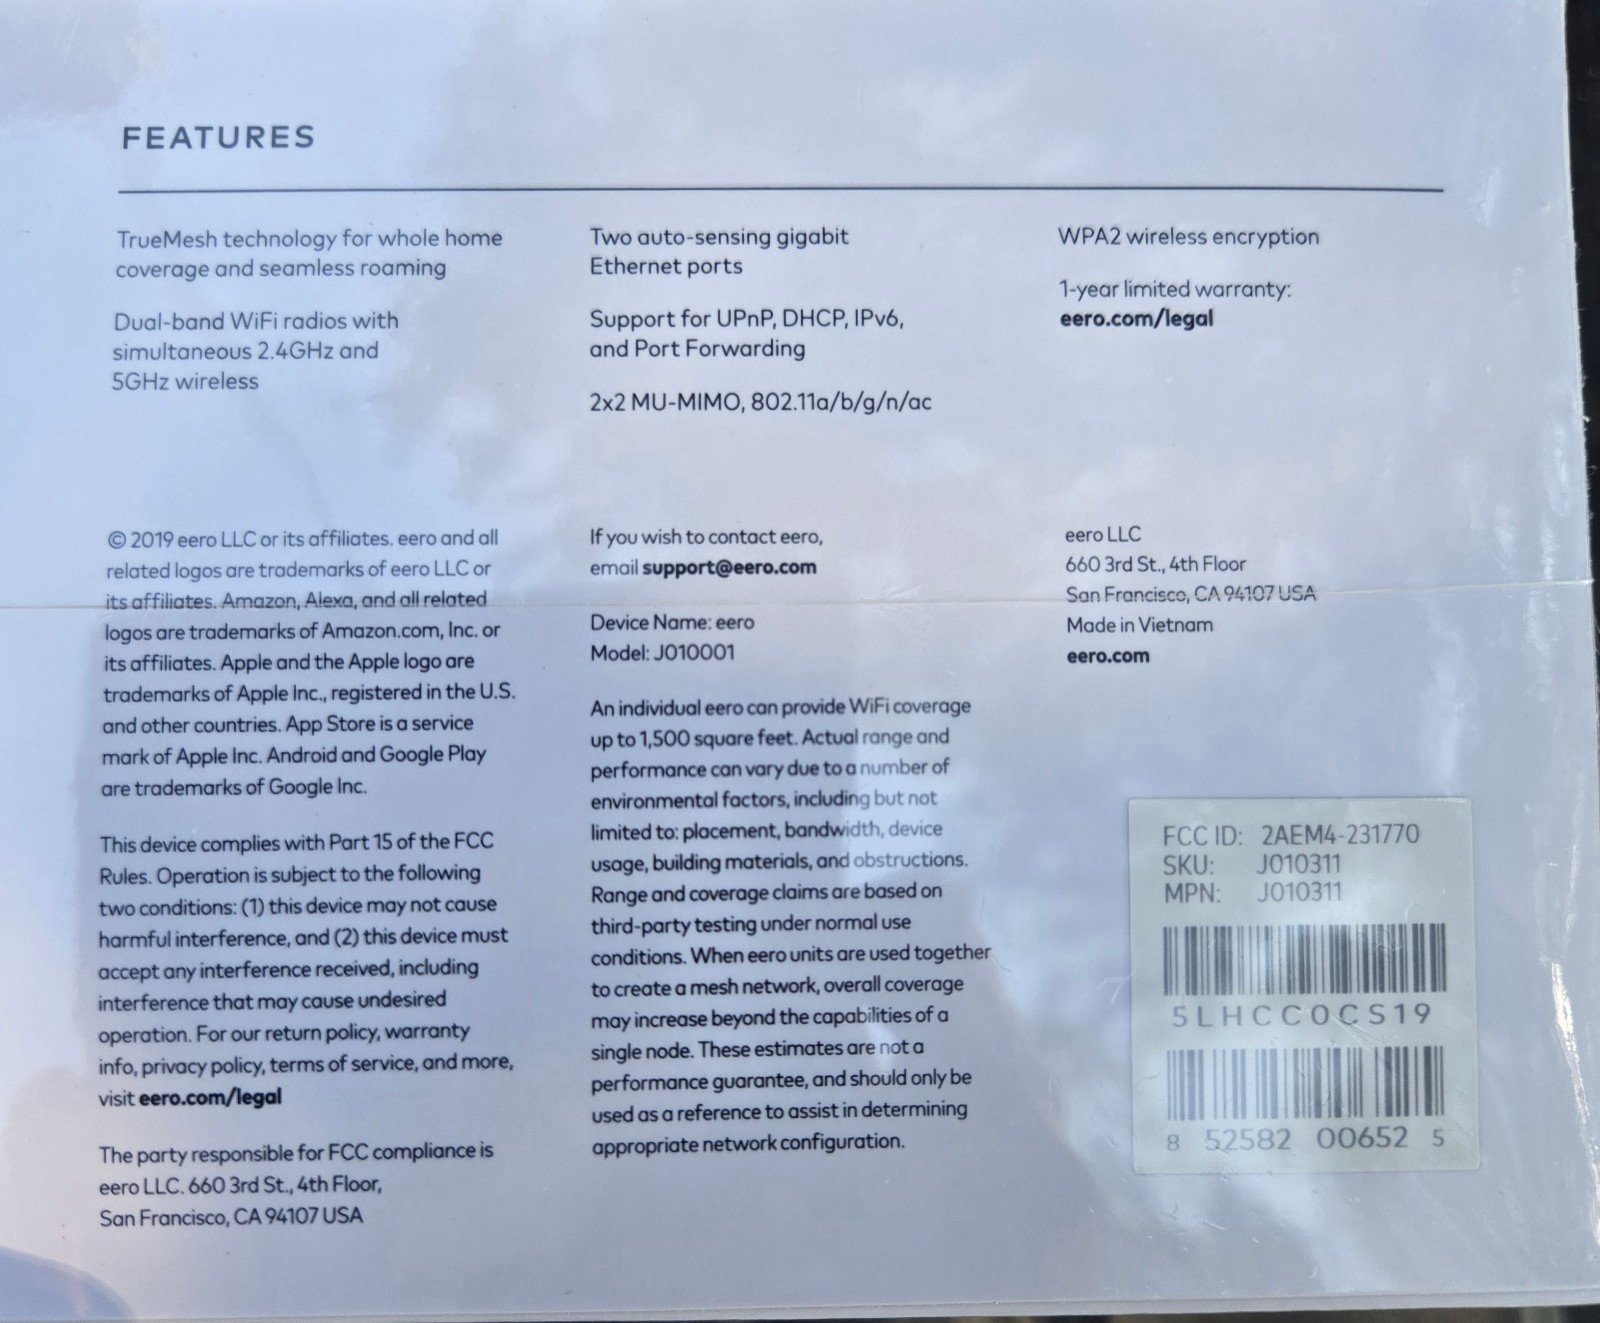 FEATURES
TrueMesh technology for whole home
coverage and seamless roaming
Dual-band WiFi radios with
simultaneous 2.4GHz and
5GHz wireless
Two auto-sensing gigabit
Ethernet ports
Support for UPnP, DHCP, IPv6,
and Port Forwarding
2x2 MU-MIMO, 802.11a/b/g/n/ac
WPA2 wireless encryption
1-year limited warranty:
eero.com/legal
© 2019 eero LLC or its affiliates. eero and all
related logos are trademarks of eero LLC or
its affiliates. Amazon, Alexa, and all related
logos are trademarks of Amazon.com, Inc. or
its affiliates. Apple and the Apple logo are
trademarks of Apple Inc., registered in the U.S.
and other countries. App Store is a service
mark of Apple Inc. Android and Google Play
are trademarks of Google Inc.
This device complies with Part 15 of the FCC
Rules. Operation is subject to the following
two conditions: (1) this device may not cause
harmful interference, and (2) this device must
accept any interference received, including
interference that may cause undesired
operation. For our return policy, warranty
info, privacy policy, terms of service, and more,
visit eero.com/legal
The party responsible for FCC compliance is
eero LLC. 660 3rd St., 4th Floor,
San Francisco, CA 94107 USA
If you wish to contact eero,
email support@eero.com
Device Name: eero
Model: J010001
An individual eero can provide WiFi coverage
up to 1,500 square feet. Actual range and
performance can vary due to a number of
environmental factors, including but not
limited to: placement, bandwidth, device
usage, building materials, and obstructions.
Range and coverage claims are based on
third-party testing under normal use
conditions. When eero units are used together
to create a mesh network, overall coverage
may increase beyond the capabilities of a
single node. These estimates are not a
performance guarantee, and should only be
used as a reference to assist in determining
appropriate network configuration.
eero LLC
660 3rd St., 4th Floor
San Francisco, CA 94107 USA
Made in Vietnam
eero.com
FCC ID: 2AEM4-231770
SKU: J010311
MPN: J010311
5LHCC0CS19
8 52582 00652 5